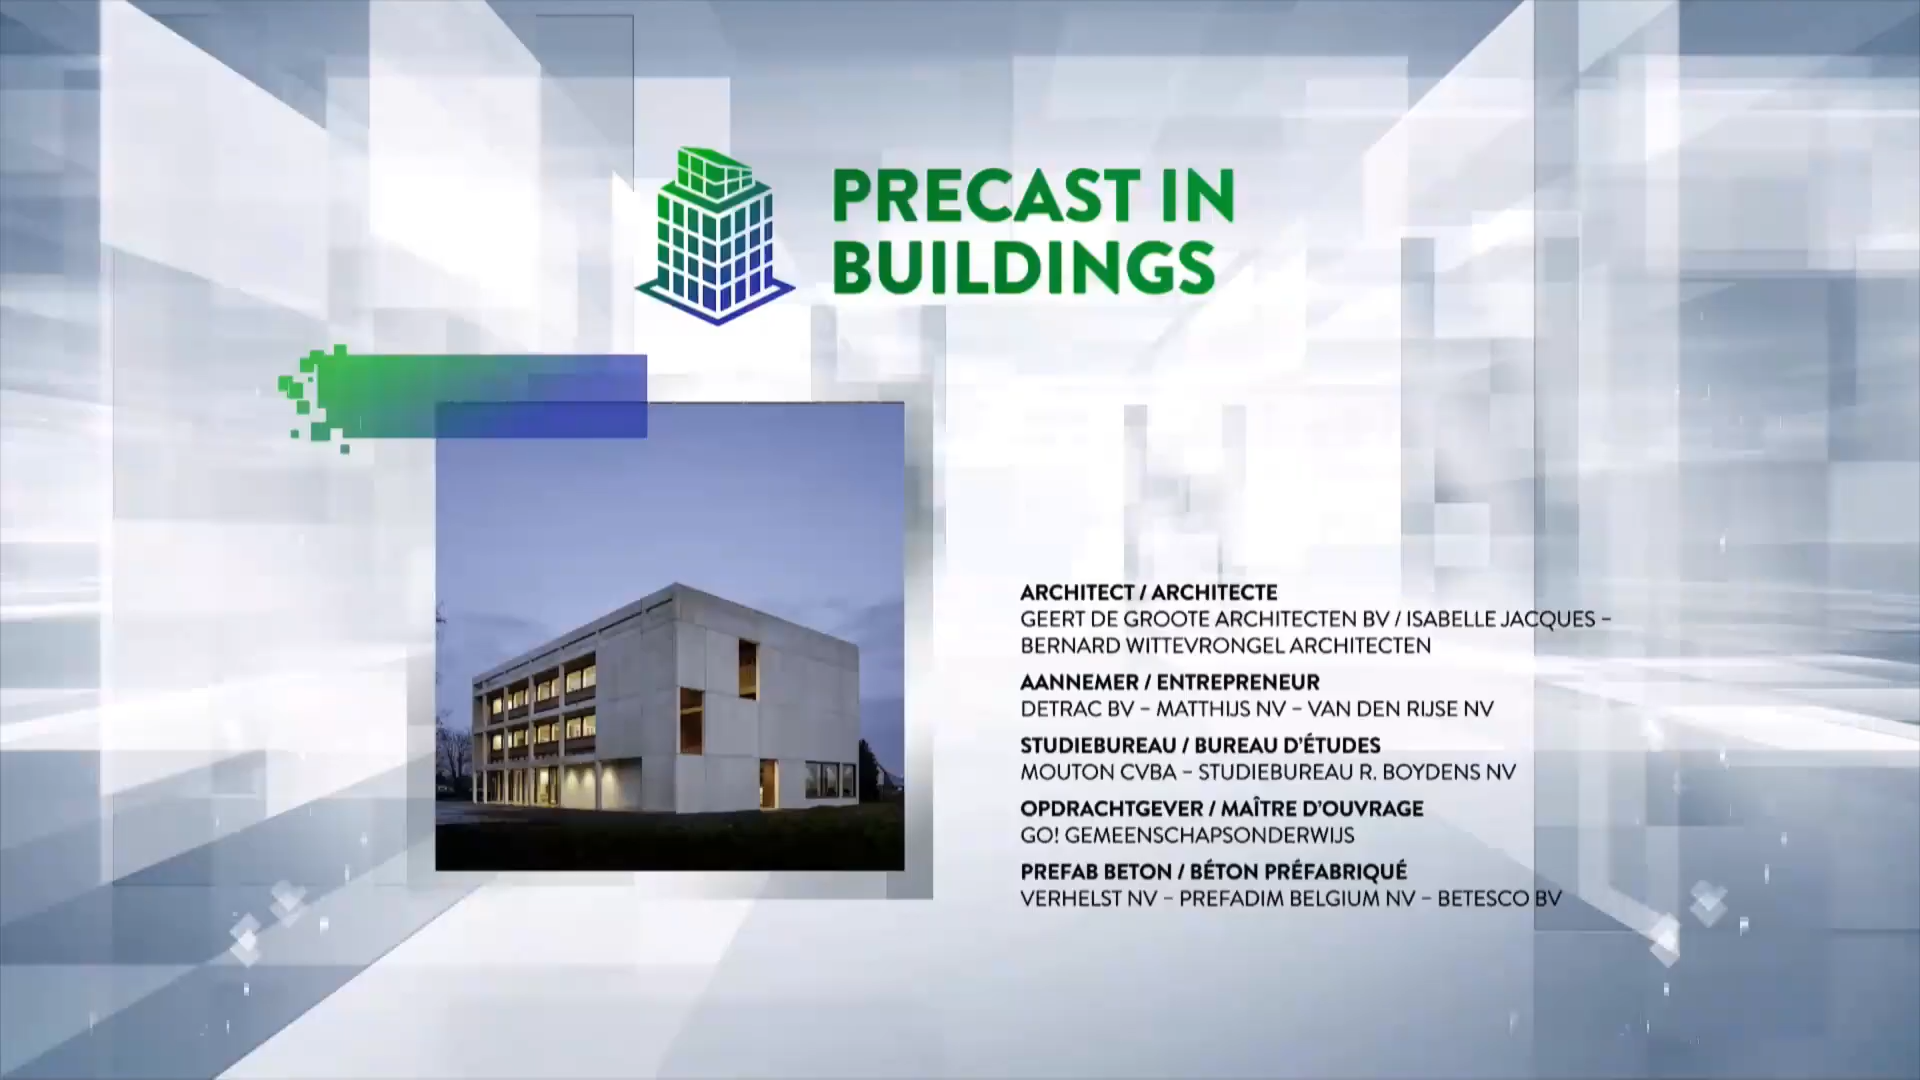 PRECAST IN
BUILDINGS
ARCHITECT / ARCHITECTE
GEERT DE GROOTE ARCHITECTEN BV / ISABELLE JACQUES –
BERNARD WITTEVRONGEL ARCHITECTEN
AANNEMER / ENTREPRENEUR
DETRAC BV – MATTHIJS NV – VAN DEN RIJSE NV
STUDIEBUREAU / BUREAU D’ÉTUDES
MOUTON CVBA – STUDIEBUREAU R. BOYDENS NV
OPDRACHTGEVER / MAÎTRE D’OUVRAGE
GO! GEMEENSCHAPSONDERWIJS
PREFAB BETON / BÉTON PRÉFABRIQUÉ
VERHELST NV – PREFADIM BELGIUM NV – BETESCO BV